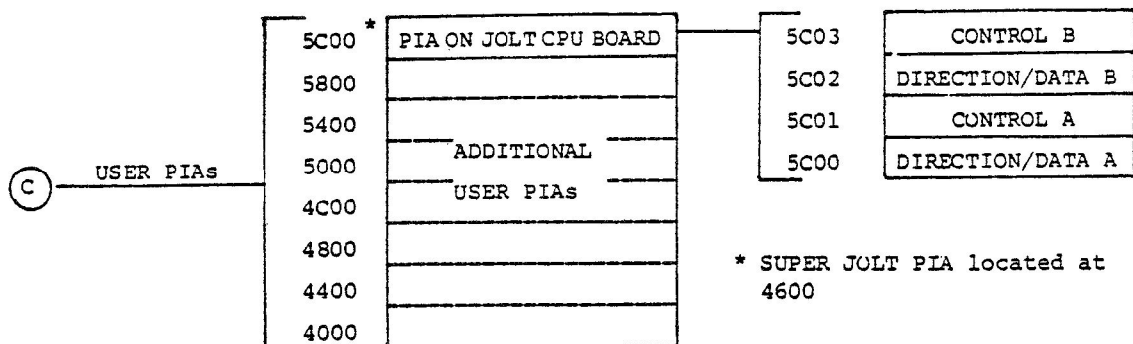 5C00 * PIA ON JOLT CPU BOARD
5800
5400
5000
4C00
4800
4400
4000
ADDITIONAL
USER PIAs
C USER PIAs
5C03 CONTROL B
5C02 DIRECTION/DATA B
5C01 CONTROL A
5C00 DIRECTION/DATA A
* SUPER JOLT PIA located at
4600